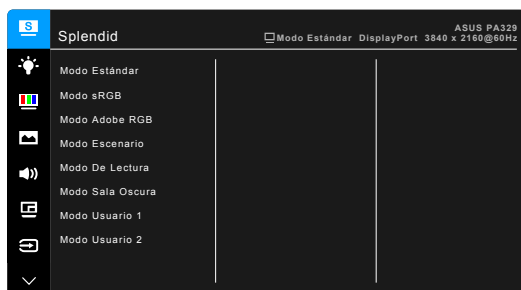 S
ASUS PA329
Splendid
Modo Estándar DisplayPort 3840 x 2160@60Hz
Modo Estándar
Modo sRGB
Modo Adobe RGB
Modo Escenario
Modo De Lectura
Modo Sala Oscura
Modo Usuario 1
Modo Usuario 2